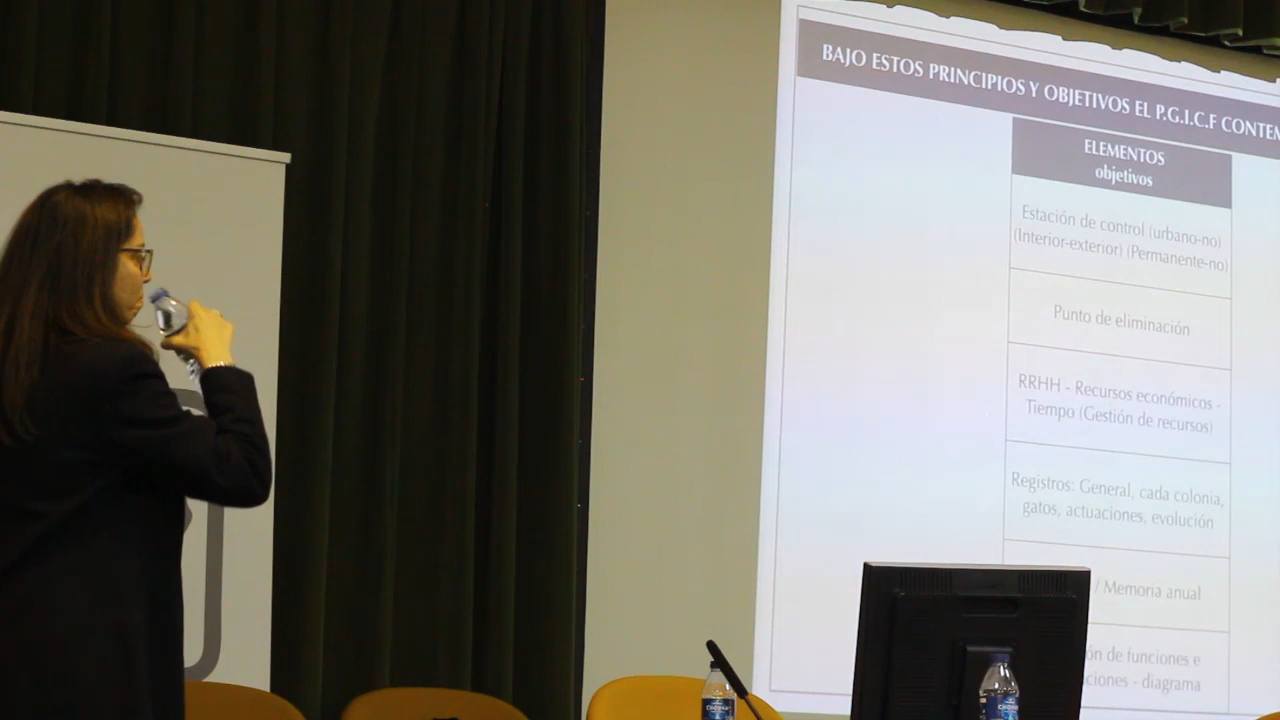 BAJO ESTOS PRINCIPIOS Y OBJETIVOS EL P.G.I.C.F
ELEMENTOS
objetivos
Estación de control (urbano-no)
(Interior-exterior) (Permanente-no)
Punto de eliminación
RRHH - Recursos económicos -
Tiempo (Gestión de recursos)
Registros: General, cada colonia,
gatos, actuaciones, evolución
/ Memoria anual
de funciones e
- diagrama